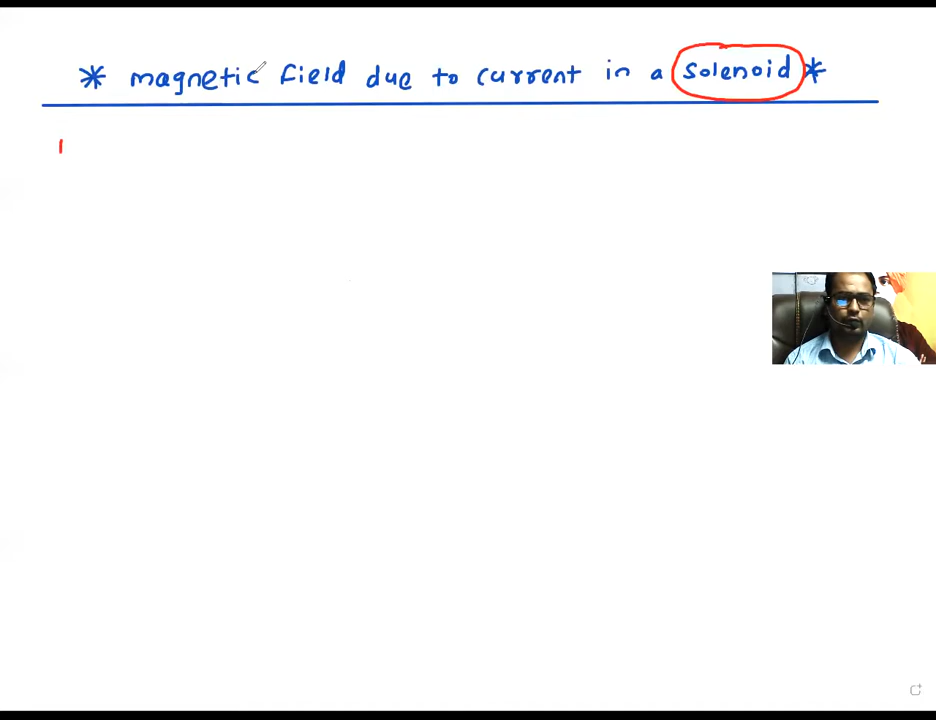 * magnetic field due to current in a solenoid *